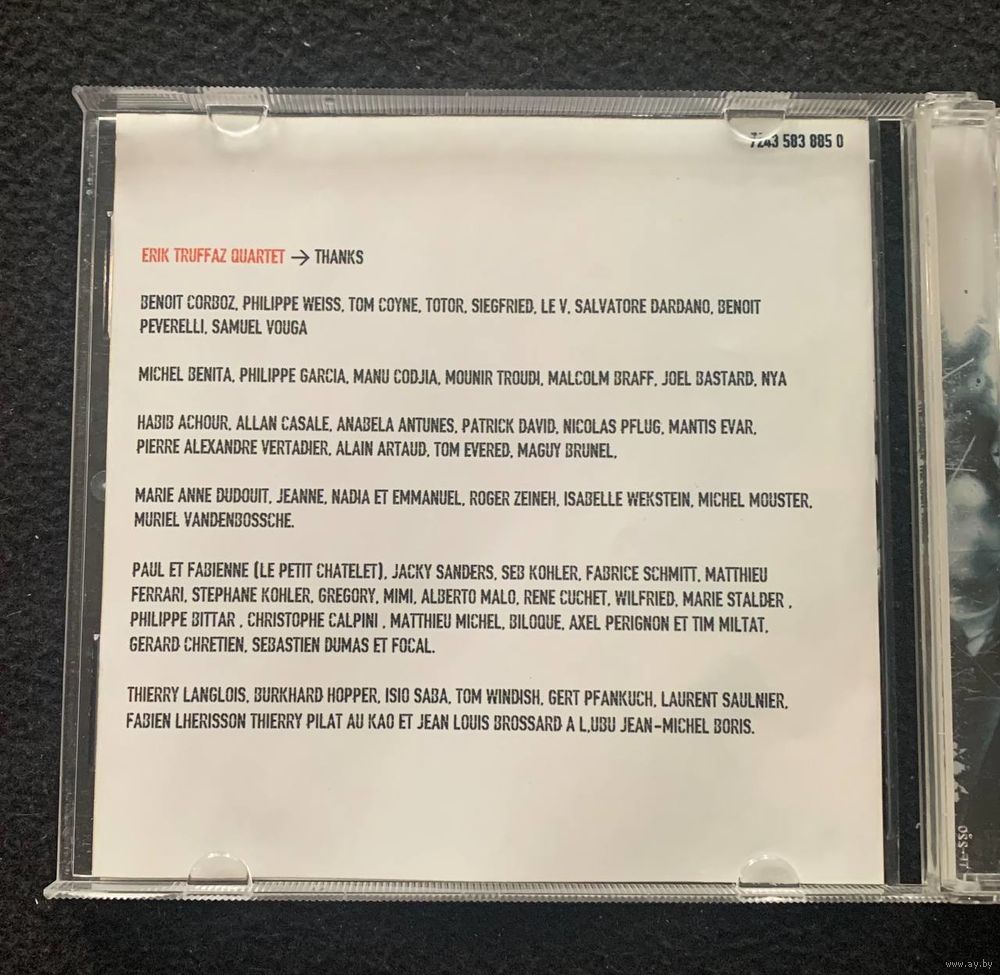 7243 583 885 0
ERIK TRUFFAZ QUARTET → THANKS
BENOIT CORBOZ, PHILIPPE WEISS, TOM COYNE, TOTOR, SIEGFRIED, LE V, SALVATORE DARDANO, BENOIT
PEVERELLI, SAMUEL VOUGA
MICHEL BENITA, PHILIPPE GARCIA, MANU CODJIA, MOUNIR TROUDI, MALCOLM BRAFF, JOEL BASTARD, NYA
HABIB ACHOUR, ALLAN CASALE, ANABELA ANTUNES, PATRICK DAVID, NICOLAS PFLUG, MANTIS EVAR,
PIERRE ALEXANDRE VERTADIER, ALAIN ARTAUD, TOM EVERED, MAGUY BRUNEL,
MARIE ANNE DUDOUIT, JEANNE, NADIA ET EMMANUEL, ROGER ZEINEH, ISABELLE WEKSTEIN, MICHEL MOUSTER,
MURIEL VANDENBOSSCHE.
PAUL ET FABIENNE (LE PETIT CHATELET), JACKY SANDERS, SEB KOHLER, FABRICE SCHMITT, MATTHIEU
FERRARI, STEPHANE KOHLER, GREGORY, MIMI, ALBERTO MALO, RENE CUCHET, WILFRIED, MARIE STALDER ,
PHILIPPE BITTAR , CHRISTOPHE CALPINI , MATTHIEU MICHEL, BILOQUE, AXEL PERIGNON ET TIM MILTAT,
GERARD CHRETIEN, SEBASTIEN DUMAS ET FOCAL.
THIERRY LANGLOIS, BURKHARD HOPPER, ISIO SABA, TOM WINDISH, GERT PFANKUCH, LAURENT SAULNIER,
FABIEN LHERISSON THIERRY PILAT AU KAO ET JEAN LOUIS BROSSARD A L,UBU JEAN-MICHEL BORIS.
www.ay.by